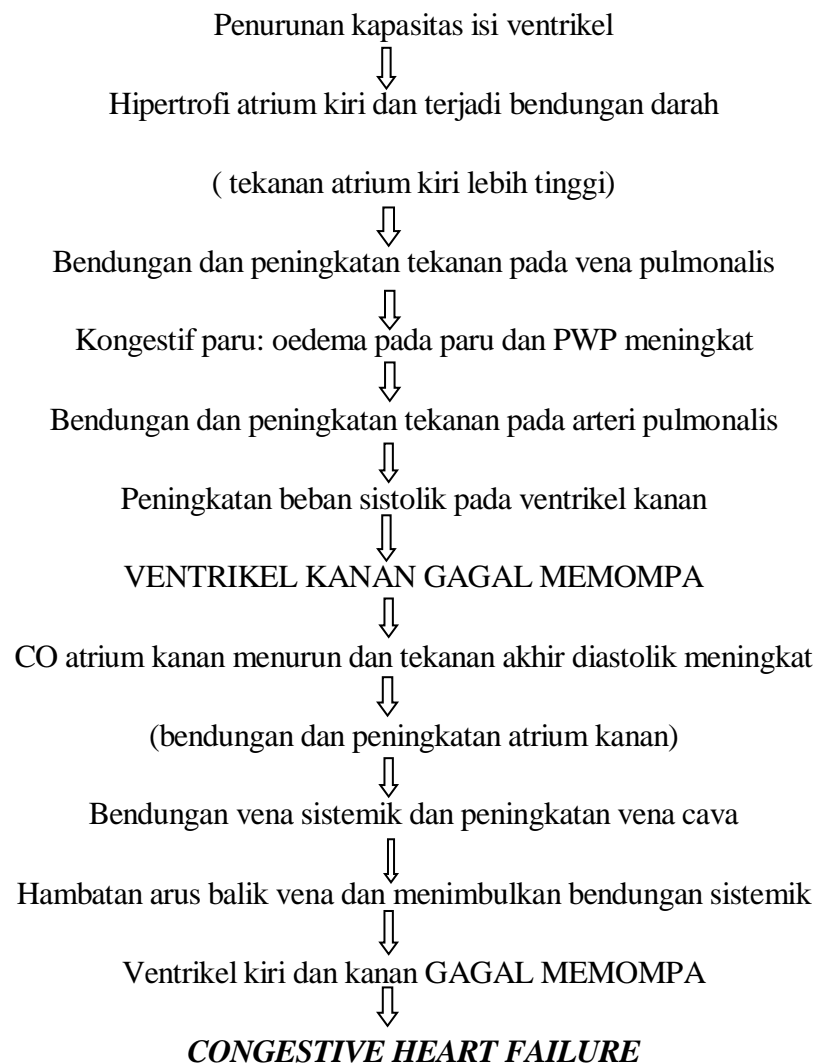 Penurunan kapasitas isi ventrikel
Hipertrofi atrium kiri dan terjadi bendungan darah
( tekanan atrium kiri lebih tinggi)
Bendungan dan peningkatan tekanan pada vena pulmonalis
Kongestif paru: oedema pada paru dan PWP meningkat
Bendungan dan peningkatan tekanan pada arteri pulmonalis
Peningkatan beban sistolik pada ventrikel kanan
VENTRIKEL KANAN GAGAL MEMOMPA
CO atrium kanan menurun dan tekanan akhir diastolik meningkat
(bendungan dan peningkatan atrium kanan)
Bendungan vena sistemik dan peningkatan vena cava
Hambatan arus balik vena dan menimbulkan bendungan sistemik
Ventrikel kiri dan kanan GAGAL MEMOMPA
CONGESTIVE HEART FAILURE